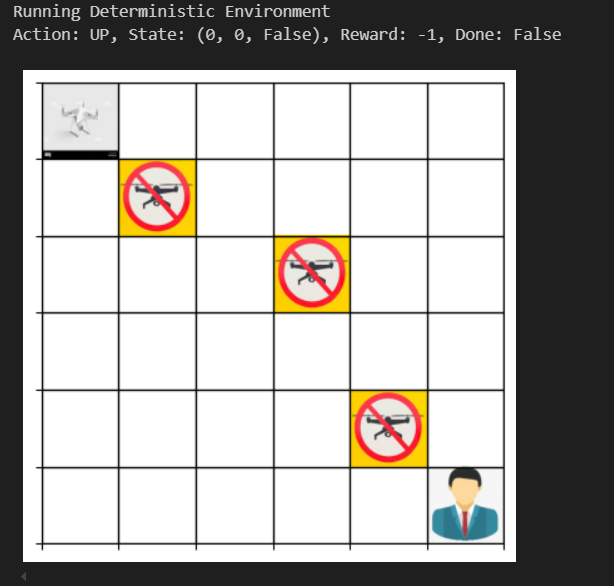 Running Deterministic Environment
Action: UP, State: (0, 0, False), Reward: -1, Done: False